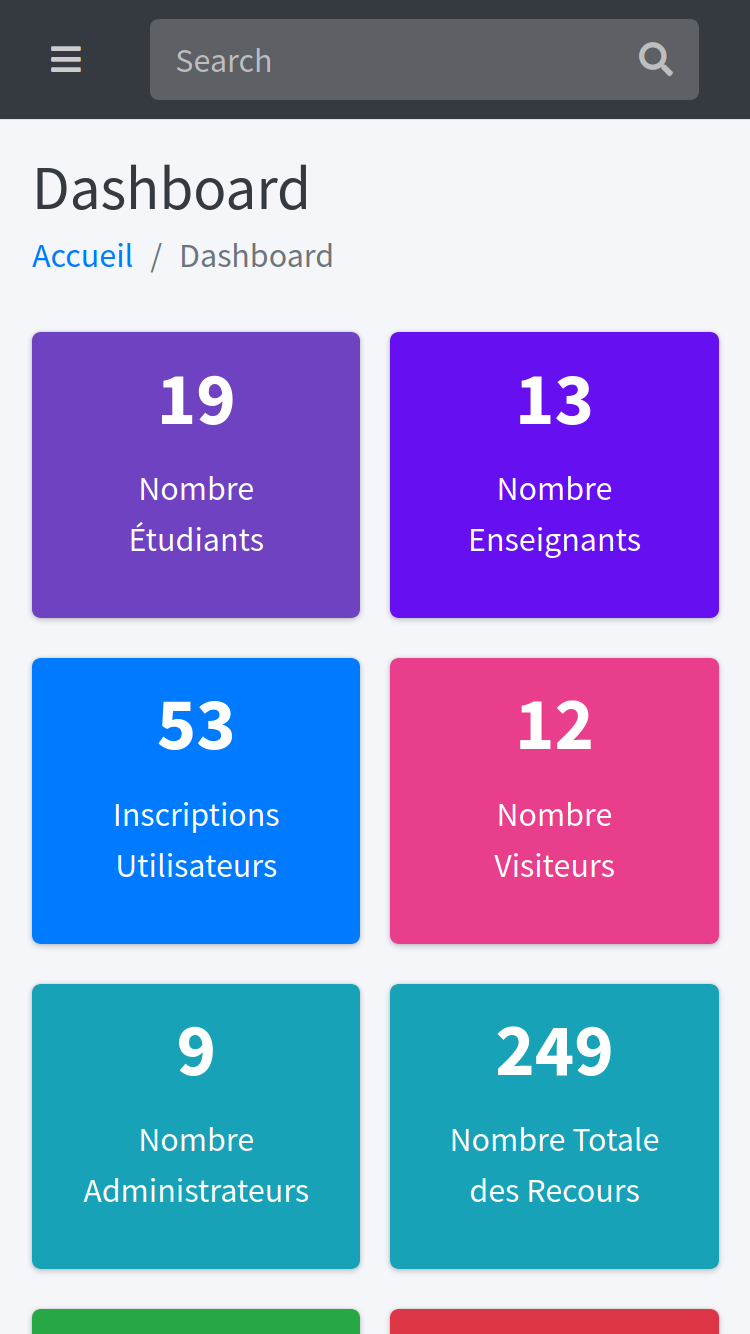 Search
Dashboard
Accueil / Dashboard
19
Nombre
Étudiants
13
Nombre
Enseignants
53
Inscriptions
Utilisateurs
12
Nombre
Visiteurs
9
Nombre
Administrateurs
249
Nombre Totale
des Recours